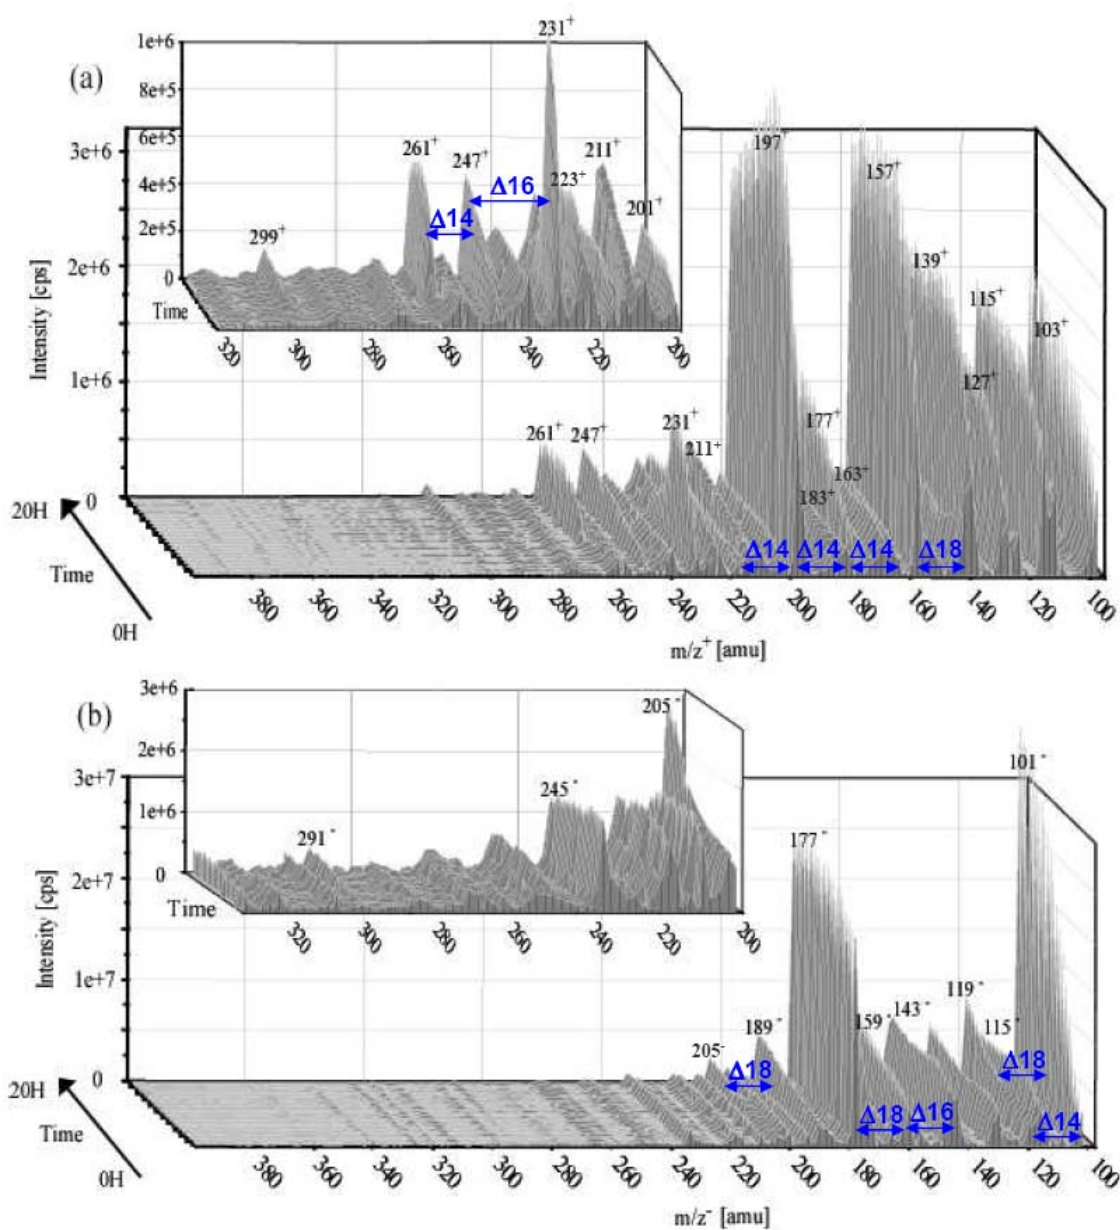 (a)
1e+6
8e+5
6e+5
4e+5
2e+5
0
231⁺
261⁺
247⁺
211⁺
223⁺
201⁺
299⁺
Δ16
Δ14
Time
320
300
280
260
240
220
200
3e+6
2e+6
1e+6
0
Intensity [cps]
197⁺
157⁺
139⁺
115⁺
103⁺
127⁺
177⁺
163⁺
183⁺
261⁺
247⁺
231⁺
211⁺
Δ14
Δ14
Δ14
Δ18
20H
Time
0H
380
360
340
320
300
280
260
240
220
200
180
160
140
120
100
m/z⁺ [amu]
(b)
3e+6
2e+6
1e+6
0
205⁻
245⁻
291⁻
Time
320
300
280
260
240
220
200
3e+7
2e+7
1e+7
0
Intensity [cps]
101⁻
177⁻
119⁻
143⁻
159⁻
115⁻
189⁻
205⁻
Δ18
Δ18
Δ18
Δ16
Δ14
20H
Time
0H
380
360
340
320
300
280
260
240
220
200
180
160
140
120
100
m/z⁻ [amu]